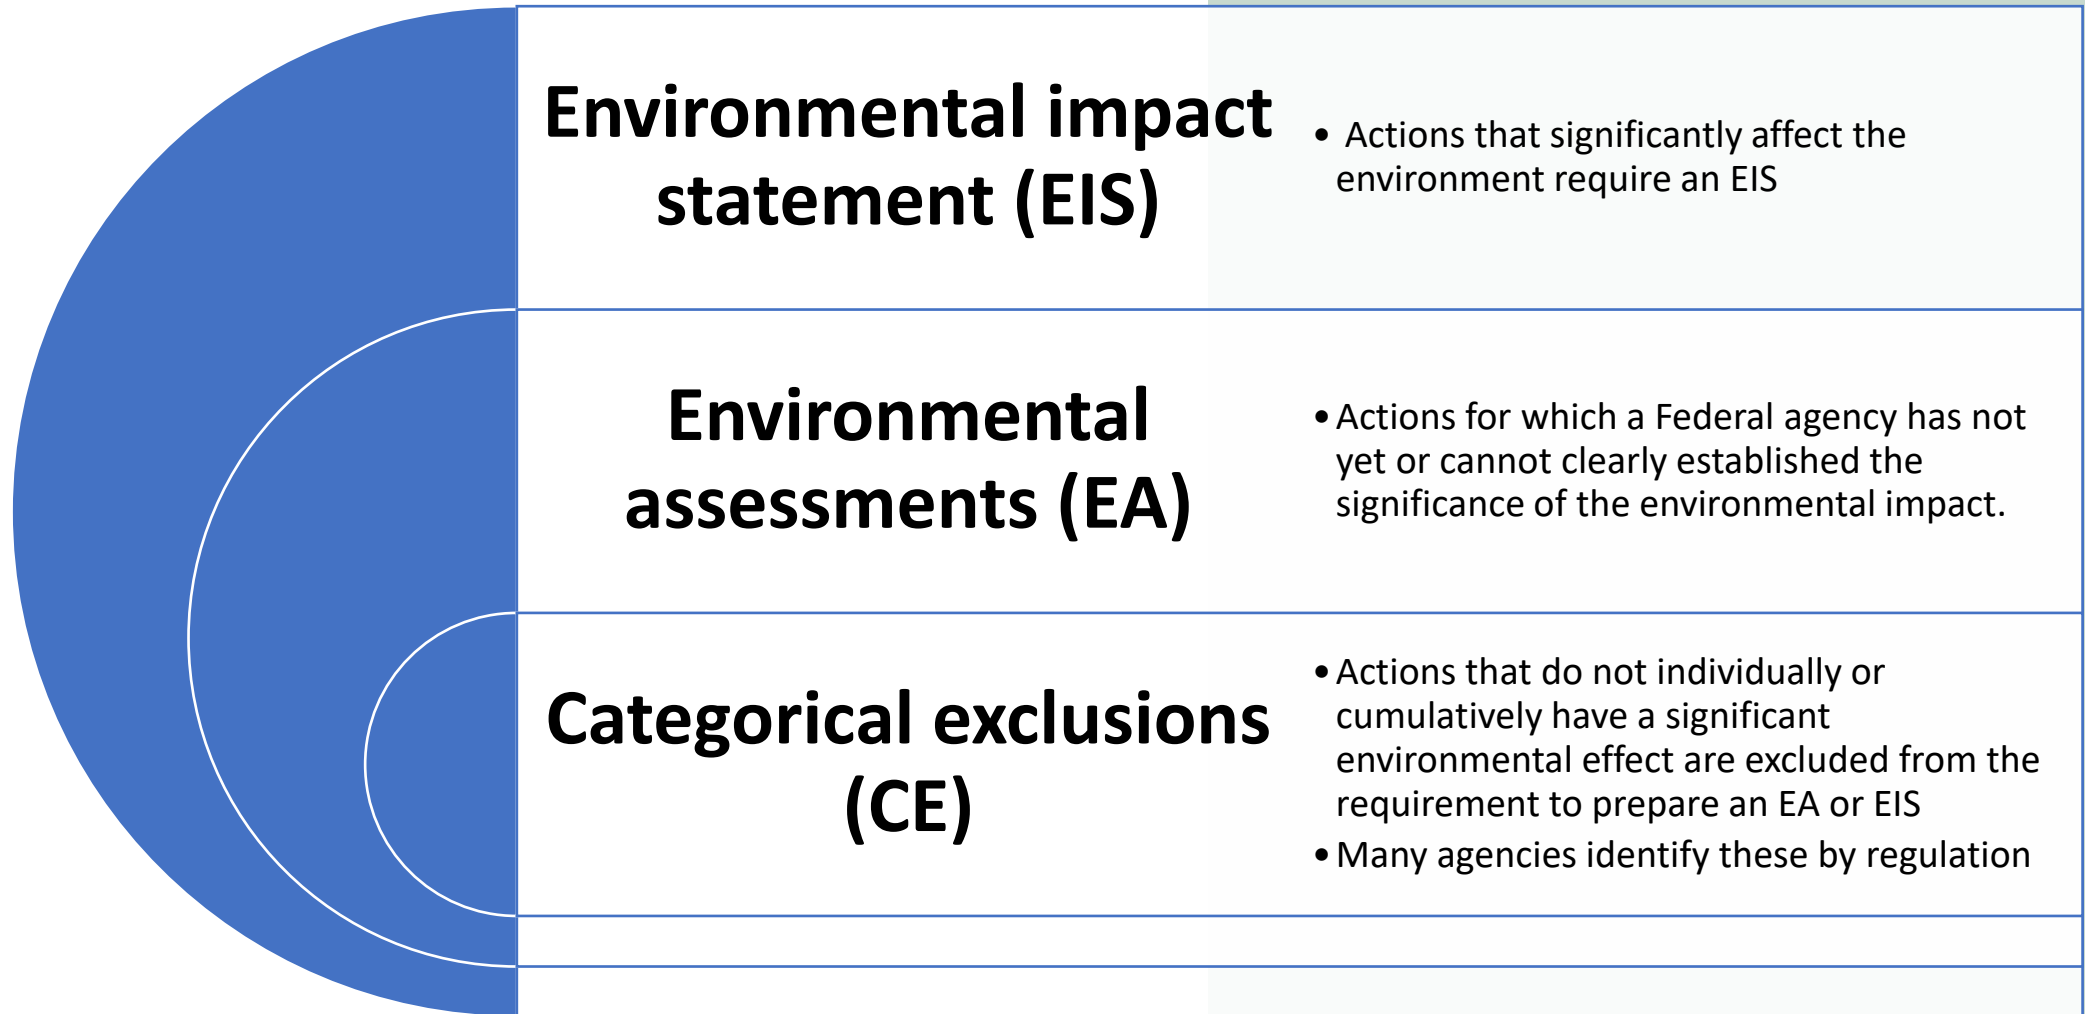 Environmental impact
statement (EIS)
• Actions that significantly affect the
environment require an EIS
Environmental
assessments (EA)
• Actions for which a Federal agency has not
yet or cannot clearly established the
significance of the environmental impact.
Categorical exclusions
(CE)
• Actions that do not individually or
cumulatively have a significant
environmental effect are excluded from the
requirement to prepare an EA or EIS
• Many agencies identify these by regulation